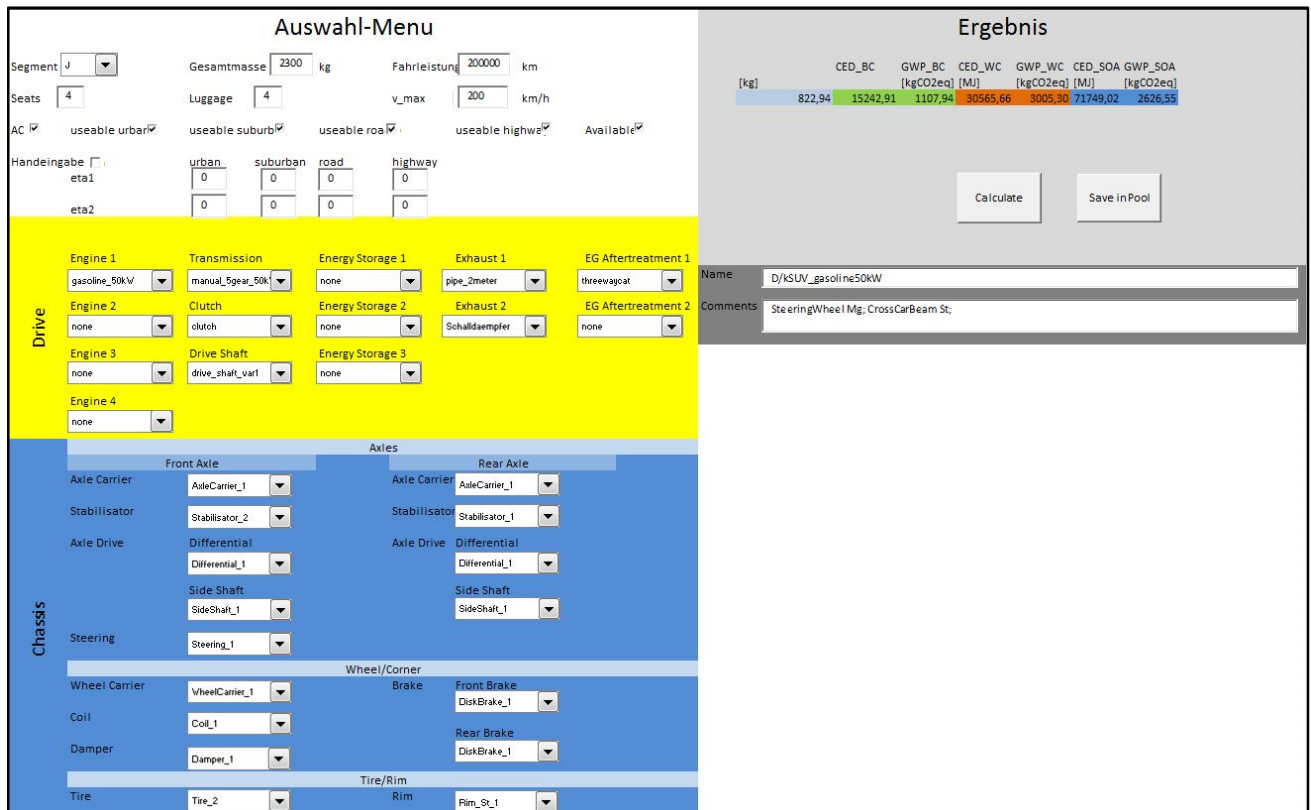 Auswahl-Menu
Segment J Gesamtmasse 2300 kg Fahrleistung 200000 km
Seats 4 Luggage 4 v_max 200 km/h
AC useable urban useable suburb useable roa useable highwa Available
Handeingabe urban suburban road highway
eta1 0 0 0 0
eta2 0 0 0 0
Drive
Engine 1 Transmission Energy Storage 1 Exhaust 1 EG Aftertreatment 1
gasoline_50kW manual_5gear_50k none pipe_2meter threewaycat
Engine 2 Clutch Energy Storage 2 Exhaust 2 EG Aftertreatment 2
none clutch none Schalldaempfer none
Engine 3 Drive Shaft Energy Storage 3
none drive_shaft_var1 none
Engine 4
none
Chassis
Axles
Front Axle Rear Axle
Axle Carrier AxleCarrier_1 Axle Carrier AxleCarrier_1
Stabilisator Stabilisator_2 Stabilisator Stabilisator_1
Axle Drive Differential Axle Drive Differential
Differential_1 Differential_1
Side Shaft Side Shaft
SideShaft_1 SideShaft_1
Steering Steering_1
Wheel/Corner
Wheel Carrier WheelCarrier_1 Brake Front Brake
DiskBrake_1
Coil Coil_1
Rear Brake
Damper Damper_1 DiskBrake_1
Tire/Rim
Tire Tire_2 Rim Rim_St_1
Ergebnis
CED_BC GWP_BC CED_WC GWP_WC CED_SOA GWP_SOA
[kg] [kgCO2eq] [MJ] [kgCO2eq] [MJ] [kgCO2eq]
822,94 15242,91 1107,94 30565,66 3005,30 71749,02 2626,55
Calculate Save in Pool
Name D/kSUV_gasoline50kW
Comments SteeringWheel Mg; CrossCarBeam St;